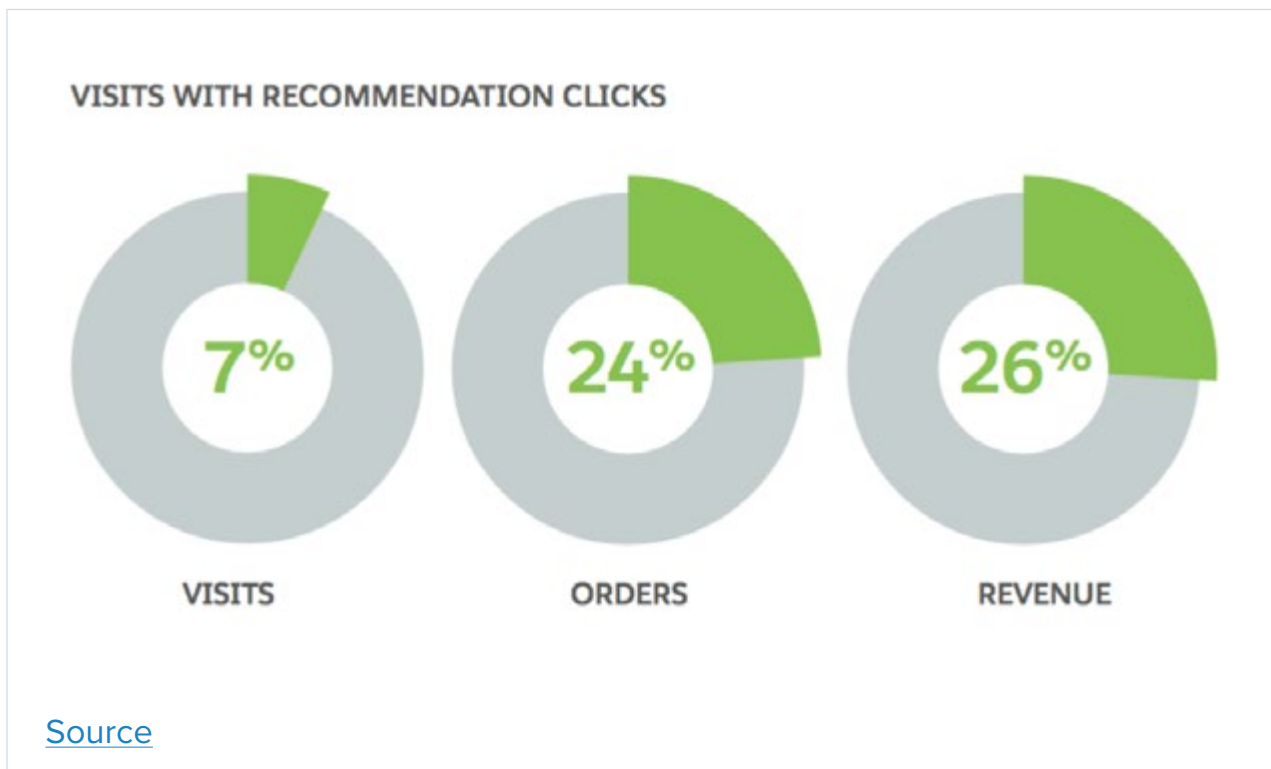 VISITS WITH RECOMMENDATION CLICKS
7%
24%
26%
VISITS
ORDERS
REVENUE
Source